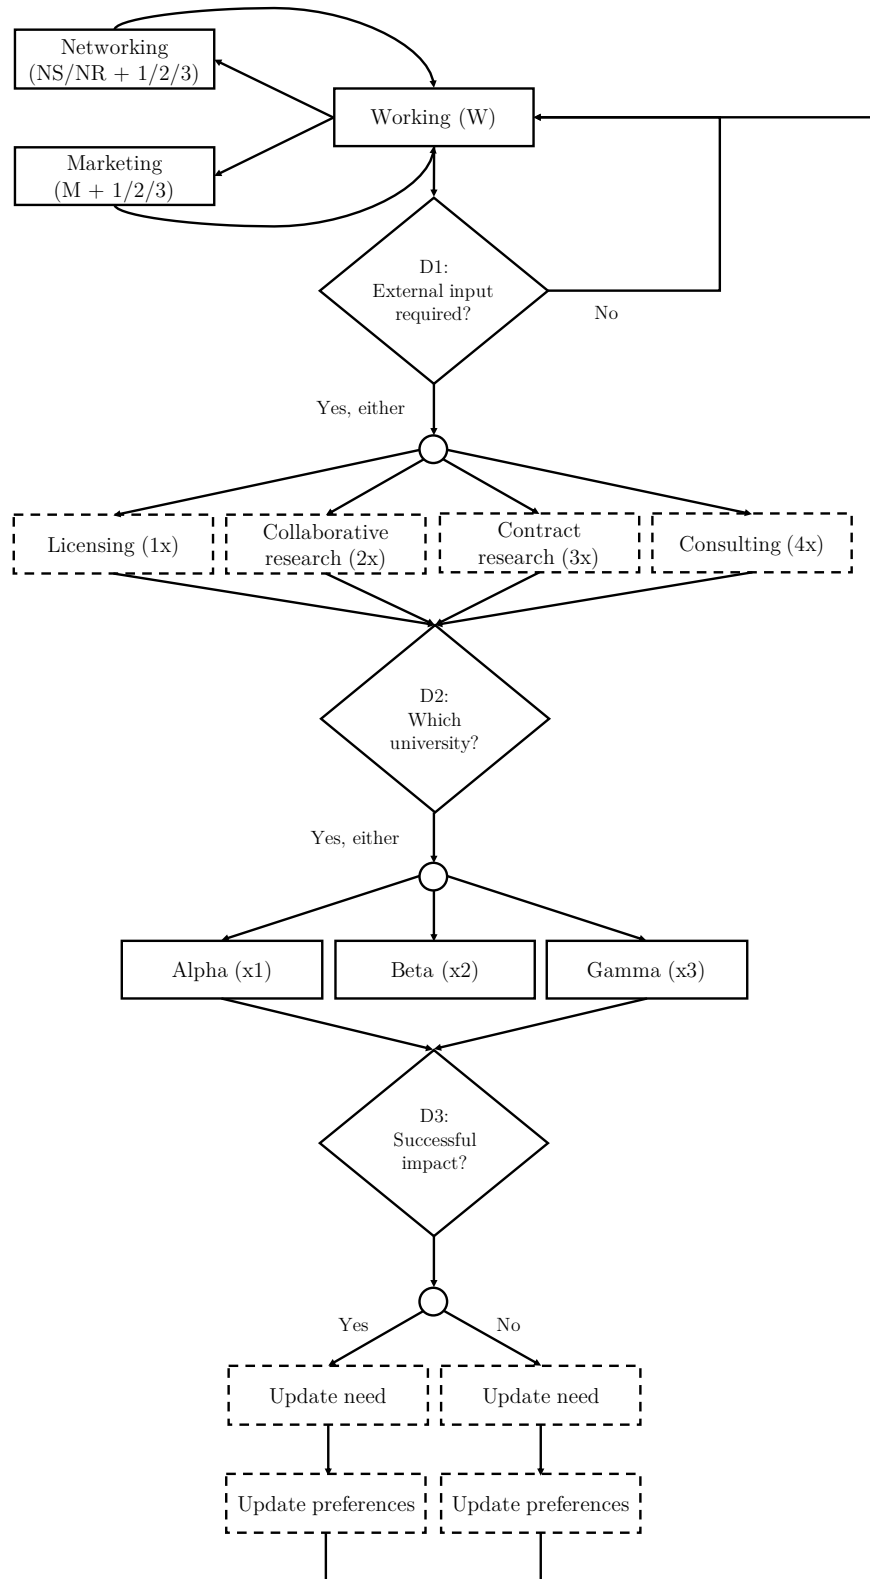 Networking
(NS/NR + 1/2/3)
Working (W)
Marketing
(M + 1/2/3)
D1:
External input
required?
No
Yes, either
Licensing (1x)
Collaborative
research (2x)
Contract
research (3x)
Consulting (4x)
D2:
Which
university?
Yes, either
Alpha (x1)
Beta (x2)
Gamma (x3)
D3:
Successful
impact?
Yes
No
Update need
Update need
Update preferences
Update preferences